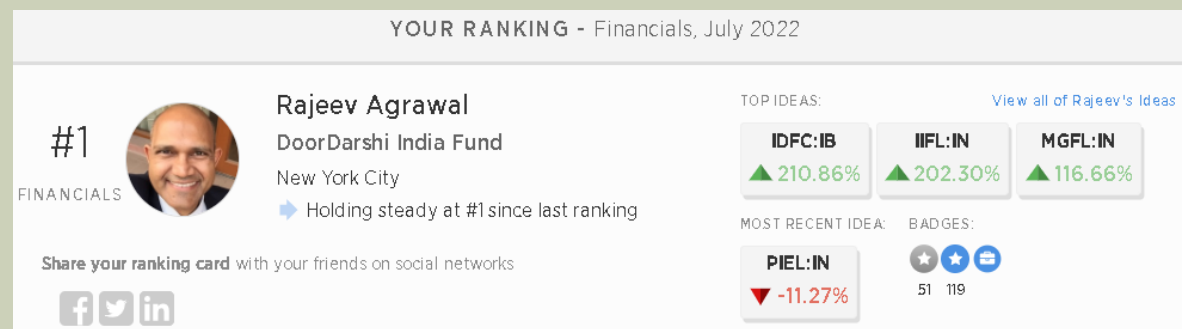 YOUR RANKING - Financials, July 2022
#1
FINANCIALS
Rajeev Agrawal
DoorDarshi India Fund
New York City
Holding steady at #1 since last ranking
Share your ranking card with your friends on social networks
TOP IDEAS:
View all of Rajeev's Ideas
IDFC:IB
210.86%
IIFL:IN
202.30%
MGFL:IN
116.66%
MOST RECENT IDEA:
PIEL:IN
-11.27%
BADGES:
51 119